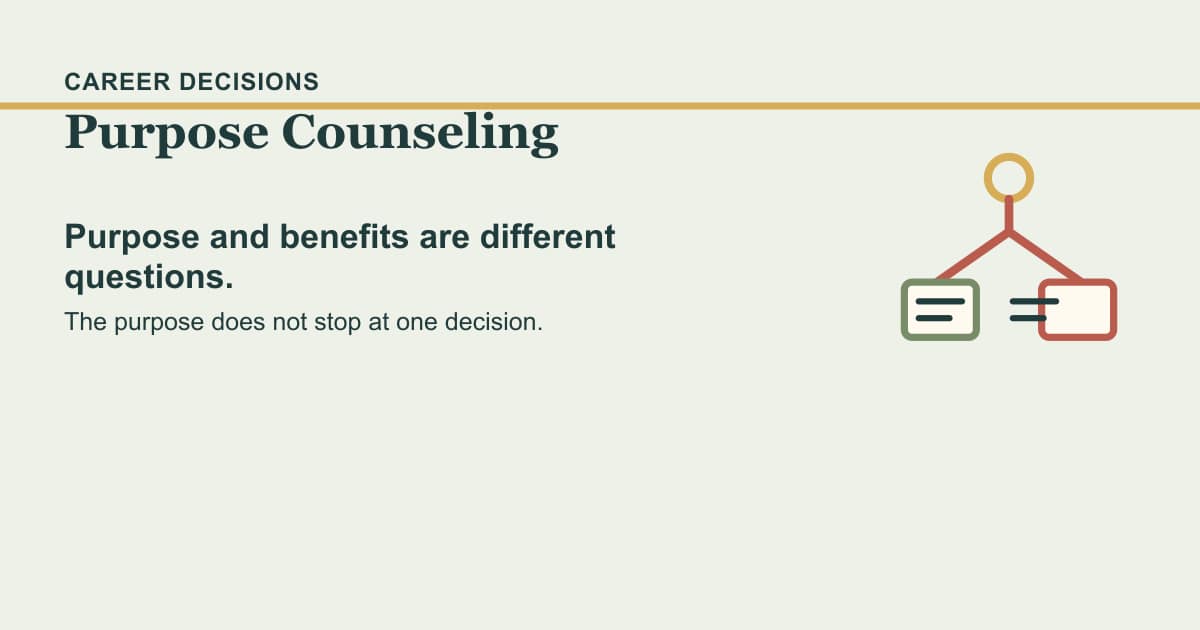 CAREER DECISIONS
Purpose Counseling
Purpose and benefits are different
questions.
The purpose does not stop at one decision.